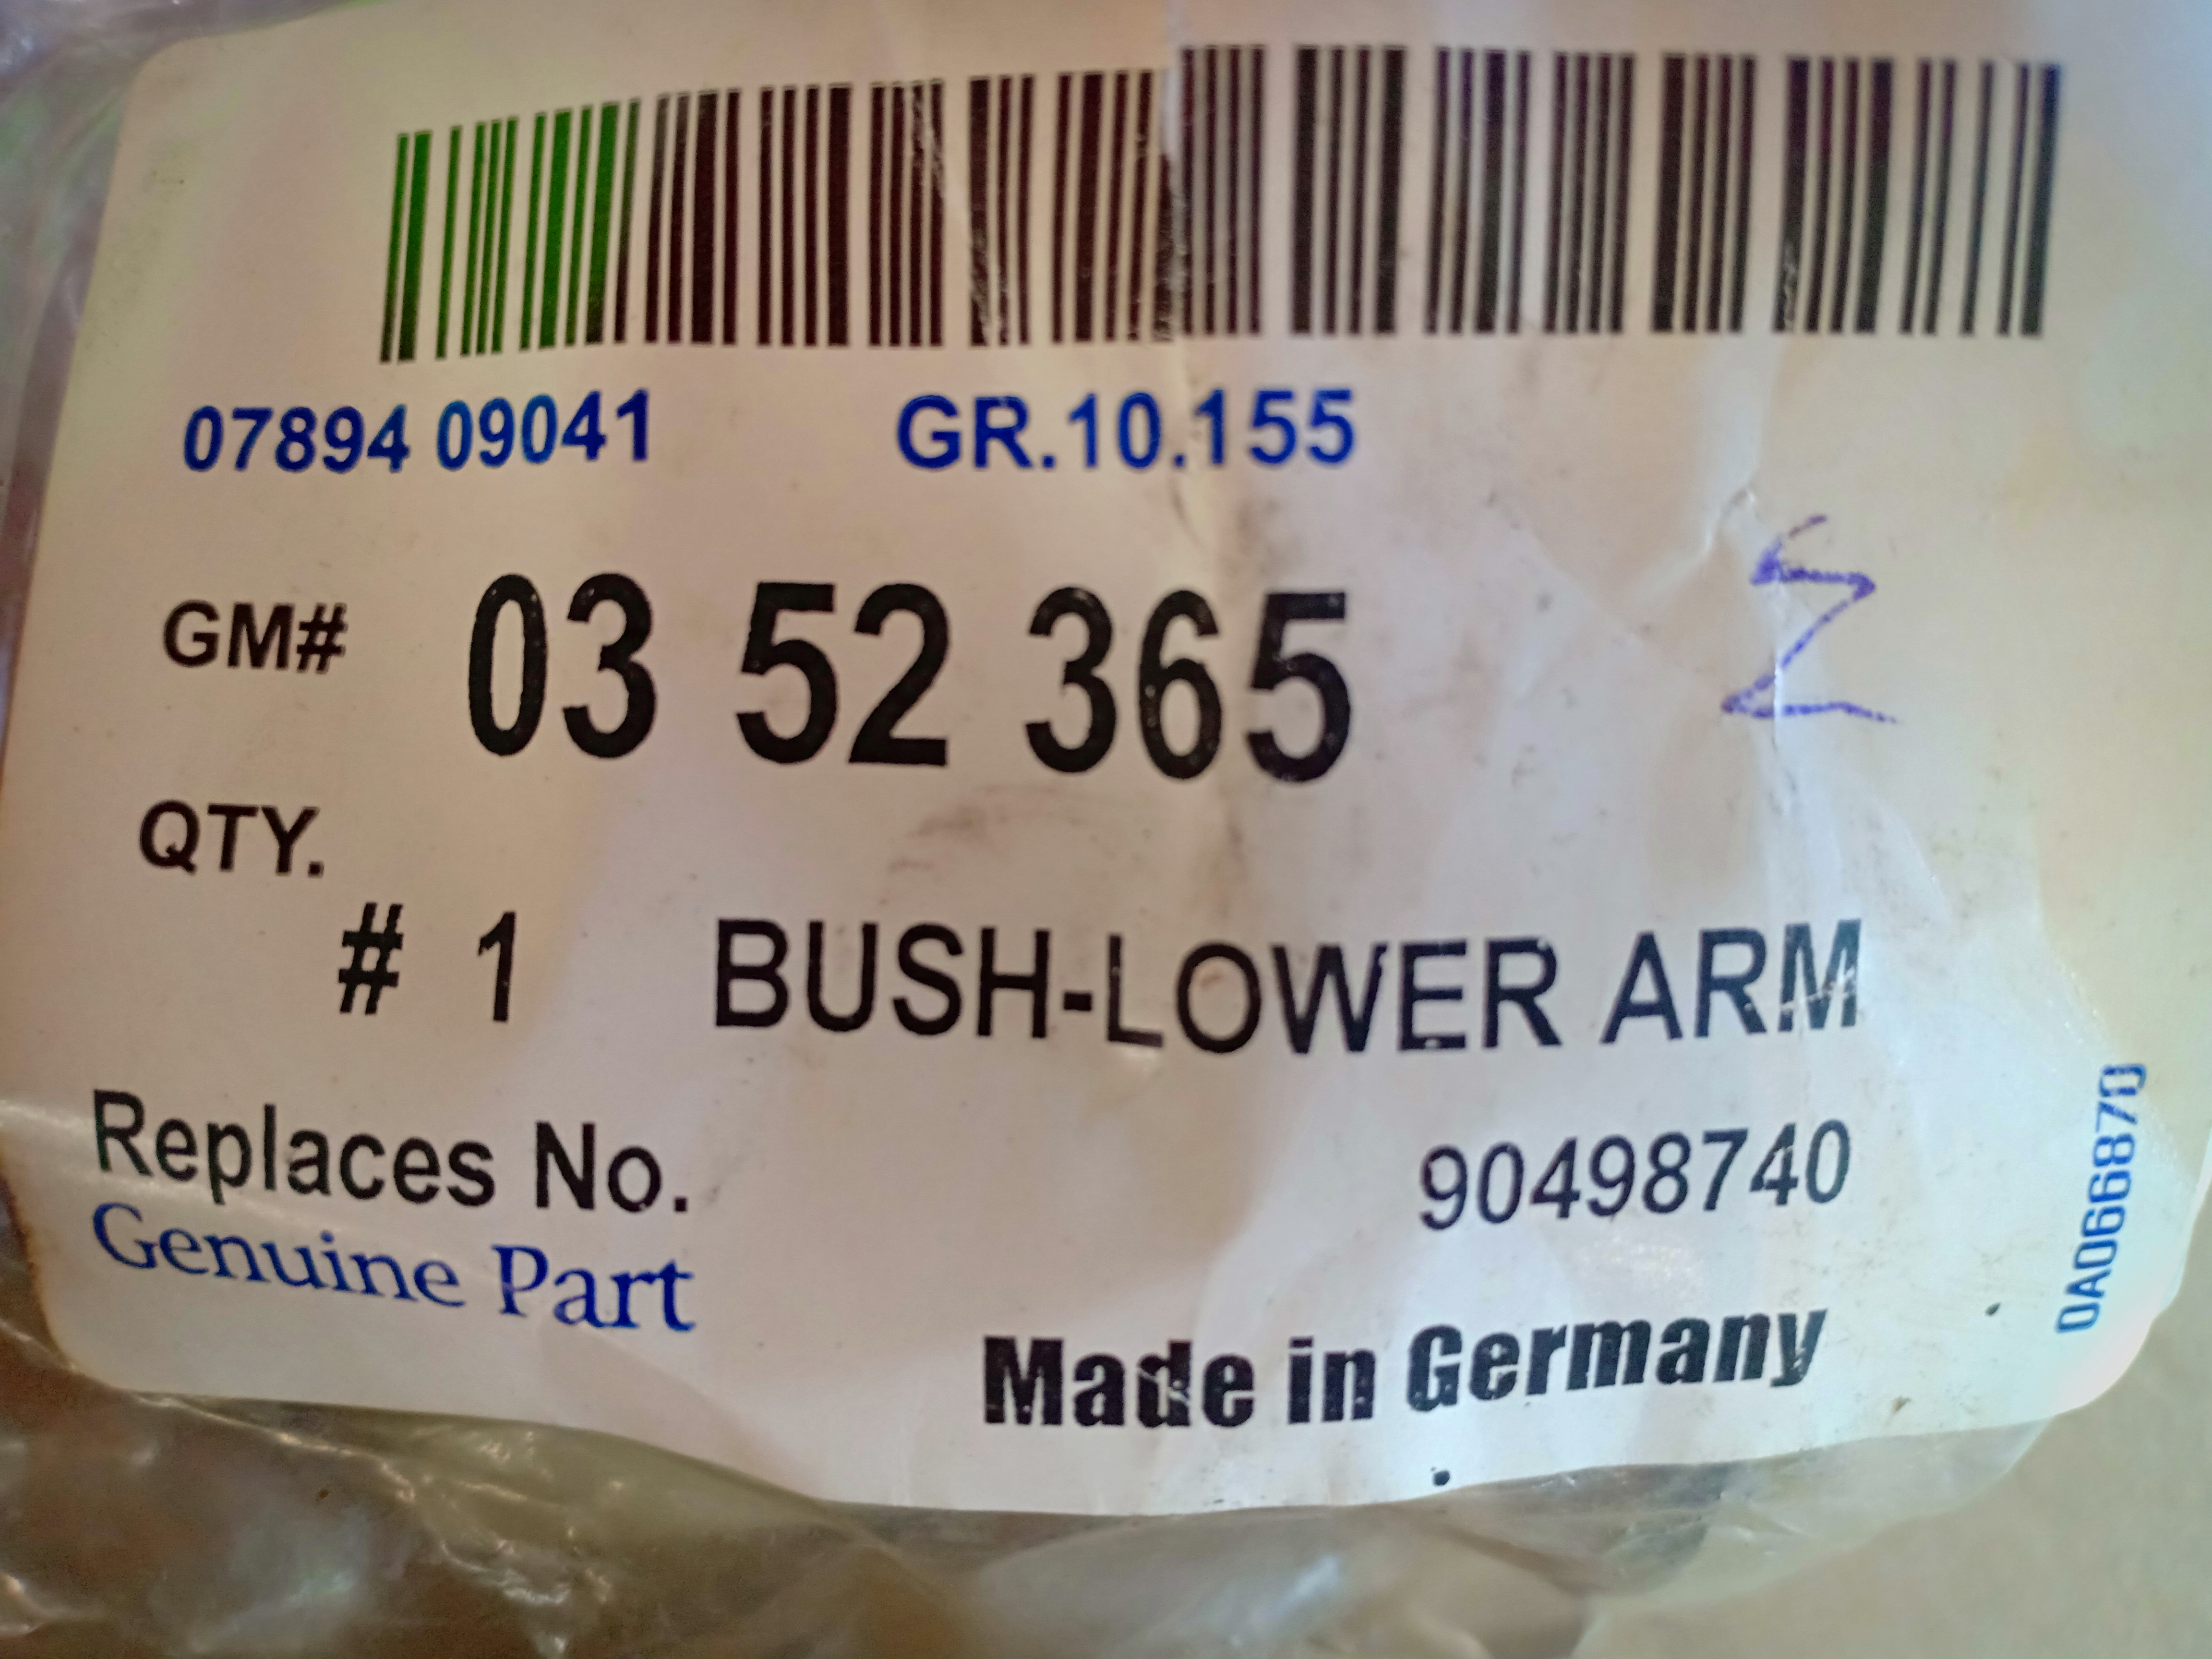 07894 09041 GR.10.155
GM# 03 52 365
QTY.
# 1 BUSH-LOWER ARM
Replaces No. 90498740
Genuine Part
Made in Germany
0A0668870